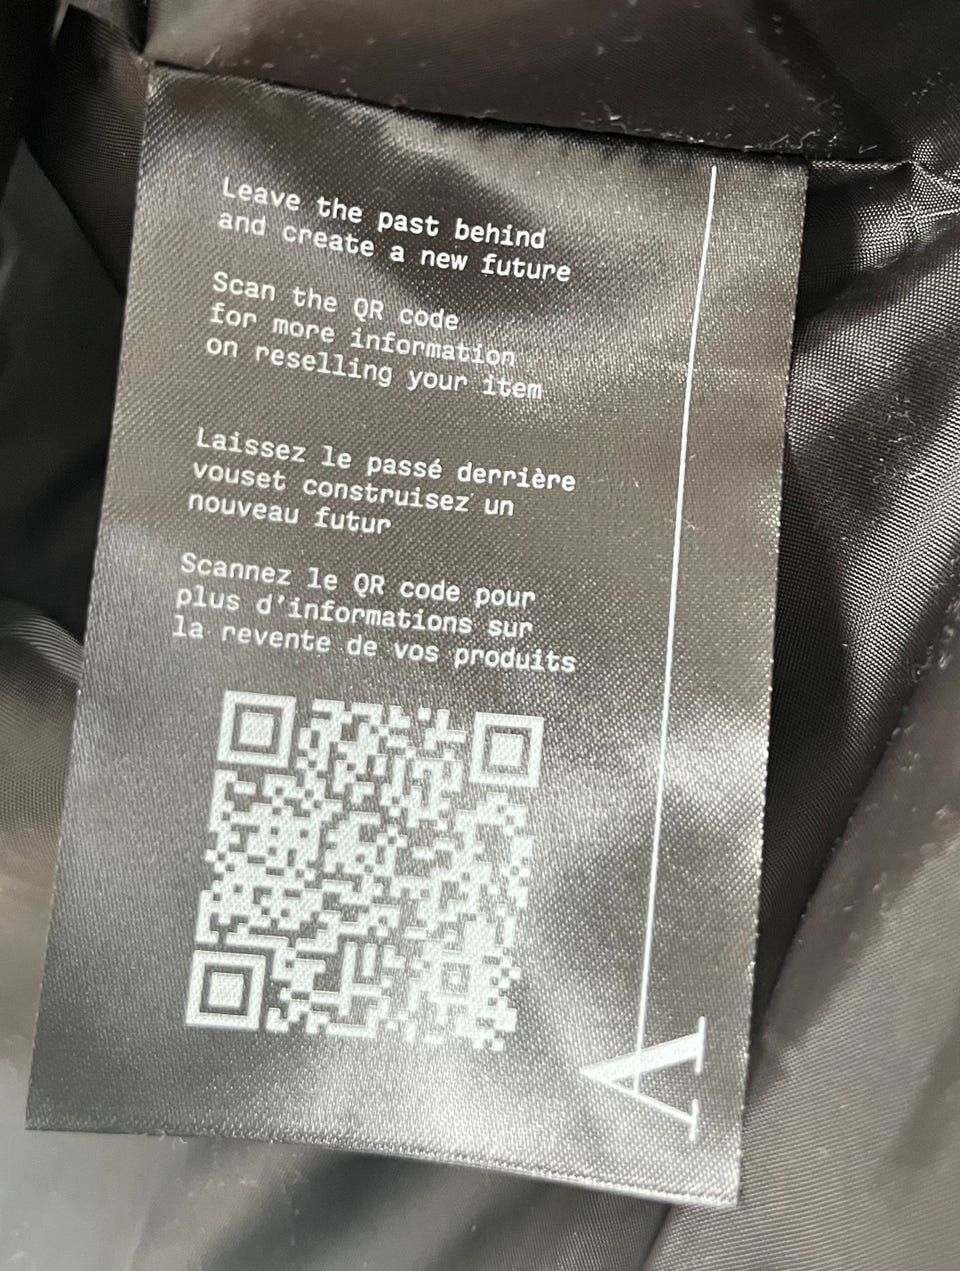 Leave the past behind
and create a new future
Scan the QR code
for more information
on reselling your item
Laissez le passé derrière
vouset construisez un
nouveau futur
Scannez le QR code pour
plus d'informations sur
la revente de vos produits
A